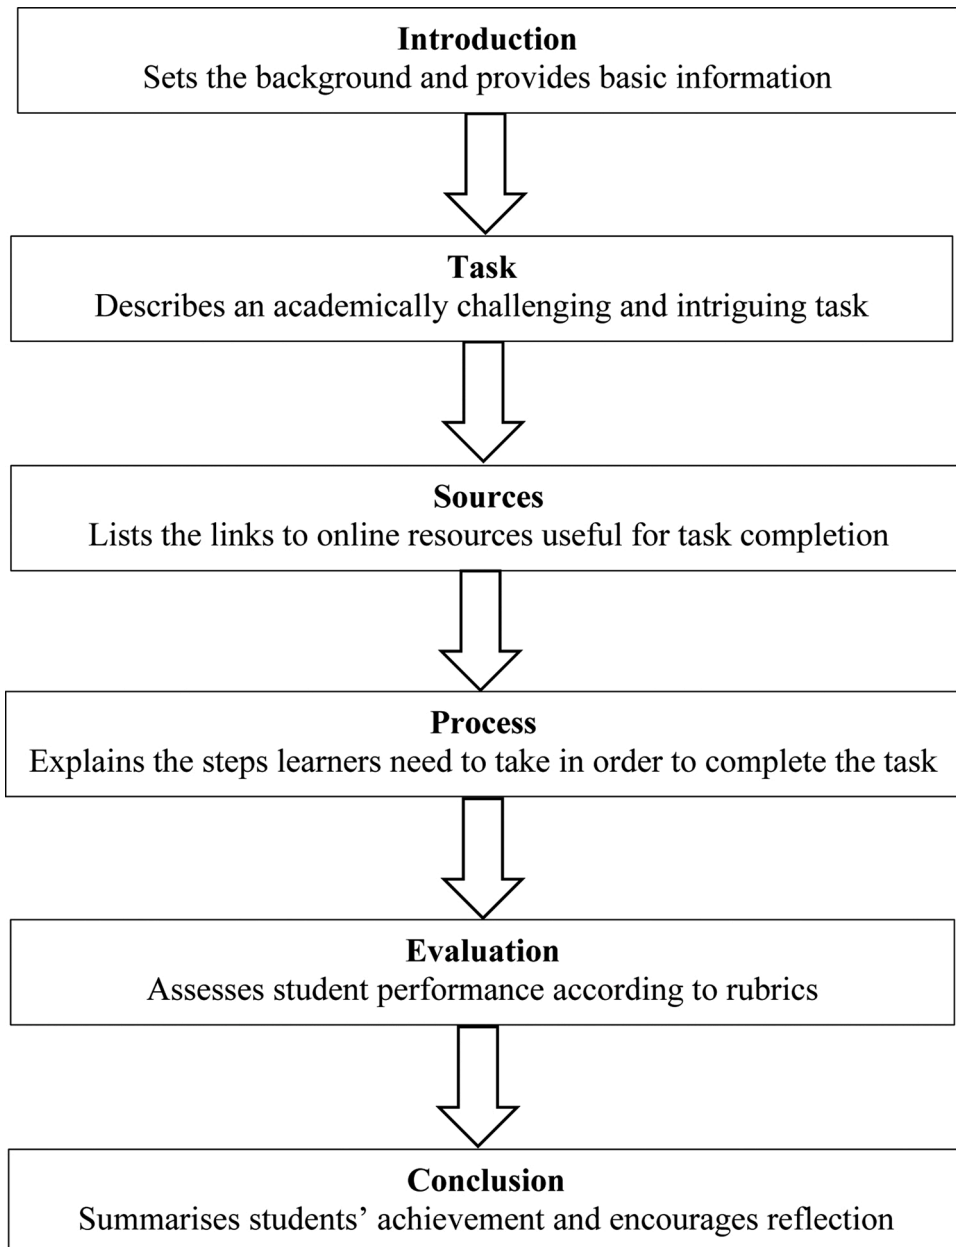 Introduction
Sets the background and provides basic information
Task
Describes an academically challenging and intriguing task
Sources
Lists the links to online resources useful for task completion
Process
Explains the steps learners need to take in order to complete the task
Evaluation
Assesses student performance according to rubrics
Conclusion
Summarises students’ achievement and encourages reflection